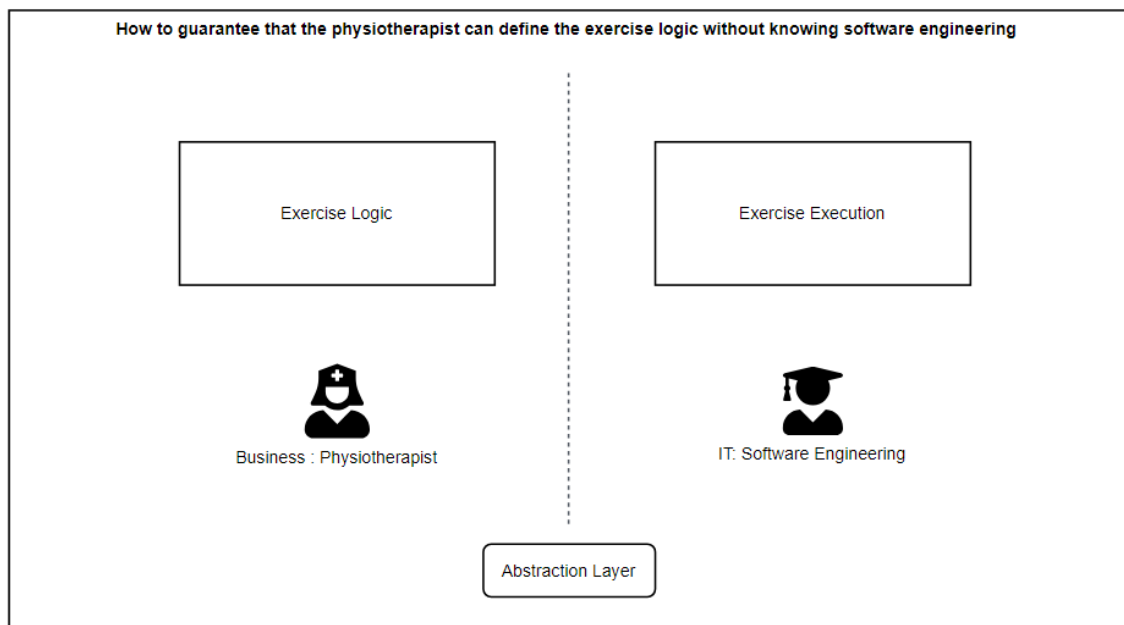 How to guarantee that the physiotherapist can define the exercise logic without knowing software engineering
Exercise Logic
Exercise Execution
Business : Physiotherapist
IT: Software Engineering
Abstraction Layer